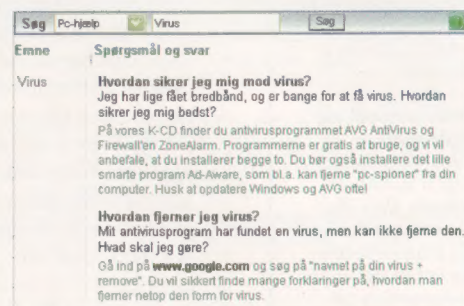 Søg Pc-hjælp Virus Søg
Emne Spørgsmål og svar
Virus Hvordan sikrer jeg mig mod virus?
Jeg har lige fået bredbånd, og er bange for at få virus. Hvordan
sikrer jeg mig bedst?
På vores K-CD finder du antivirusprogrammet AVG AntiVirus og
Firewall'en ZoneAlarm. Programmerne er gratis at bruge, og vi vil
anbefale, at du installerer begge to. Du bør også installere det lille
smarte program Ad-Aware, som bl.a. kan fjerne "pc-spioner" fra din
computer. Husk at opdatere Windows og AVG ofte!
Hvordan fjerner jeg virus?
Mit antivirusprogram har fundet en virus, men kan ikke fjerne den.
Hvad skal jeg gøre?
Gå ind på www.google.com og søg på "navnet på din virus +
remove". Du vil sikkert finde mange forklaringer på, hvordan man
fjerner netop den form for virus.